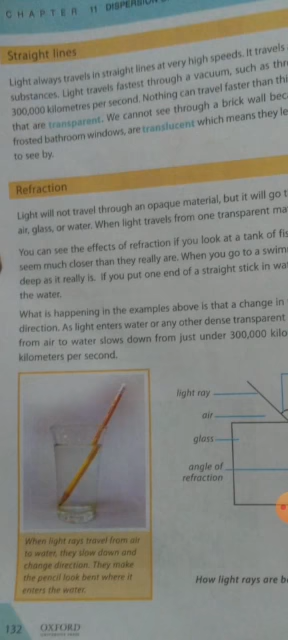 CHAPTER 11 DISPERSION
Straight lines
Light always travels in straight lines at very high speeds. It travels
substances. Light travels fastest through a vacuum, such as
300,000 kilometres per second. Nothing can travel faster than
that are transparent. We cannot see through a brick wall
frosted bathroom windows, are translucent which means they
to see by.
Refraction
Light will not travel through an opaque material, but it will go
air, glass, or water. When light travels from one transparent
You can see the effects of refraction if you look at a tank of
seem much closer than they really are. When you go to a
deep as it really is. If you put one end of a straight stick in
the water.
What is happening in the examples above is that a change in
direction. As light enters water or any other dense transparent
from air to water slows down from just under 300,000
kilometers per second.
light ray
air
glass
angle of
refraction
When light rays travel from air
to water, they slow down and
change direction. They make
the pencil look bent where it
enters the water.
How light rays are
132 OXFORD